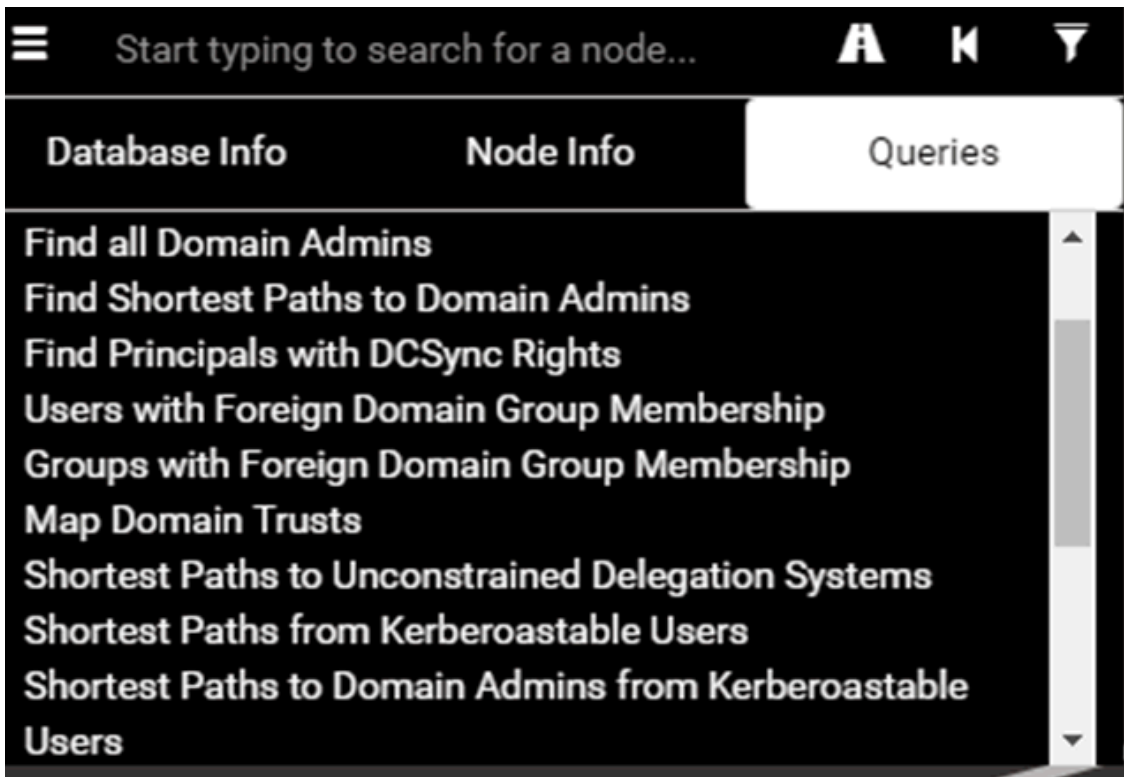 Start typing to search for a node...
Database Info Node Info Queries
Find all Domain Admins
Find Shortest Paths to Domain Admins
Find Principals with DCSync Rights
Users with Foreign Domain Group Membership
Groups with Foreign Domain Group Membership
Map Domain Trusts
Shortest Paths to Unconstrained Delegation Systems
Shortest Paths from Kerberoastable Users
Shortest Paths to Domain Admins from Kerberoastable
Users